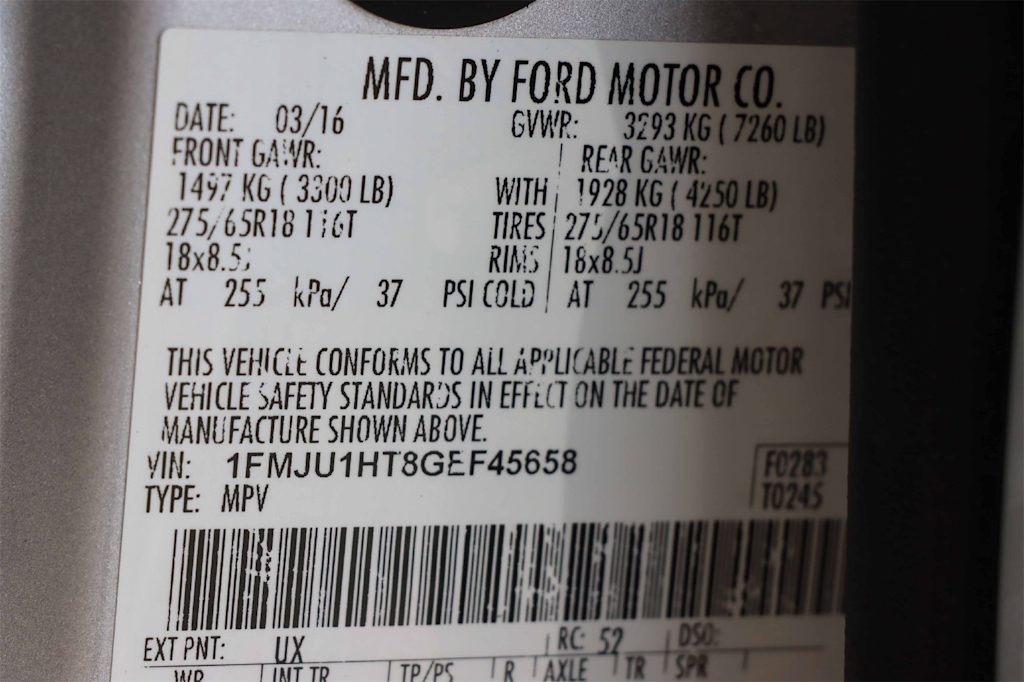 MFD. BY FORD MOTOR CO.
DATE: 03/16 GVWR: 3293 KG ( 7260 LB)
FRONT GAWR: REAR GAWR:
1497 KG ( 3300 LB) WITH 1928 KG ( 4250 LB)
275/65R18 116T TIRES 275/65R18 116T
18x8.5J RIMS 18x8.5J
AT 255 kPa/ 37 PSI COLD AT 255 kPa/ 37 PSI
THIS VEHICLE CONFORMS TO ALL APPLICABLE FEDERAL MOTOR
VEHICLE SAFETY STANDARDS IN EFFECT ON THE DATE OF
MANUFACTURE SHOWN ABOVE.
VIN: 1FMJU1HT8GEF45658 F0283
TYPE: MPV T0245
EXT PNT: UX RC: 52 DSO:
WB INT TR TP/PS R AXLE TR SPR